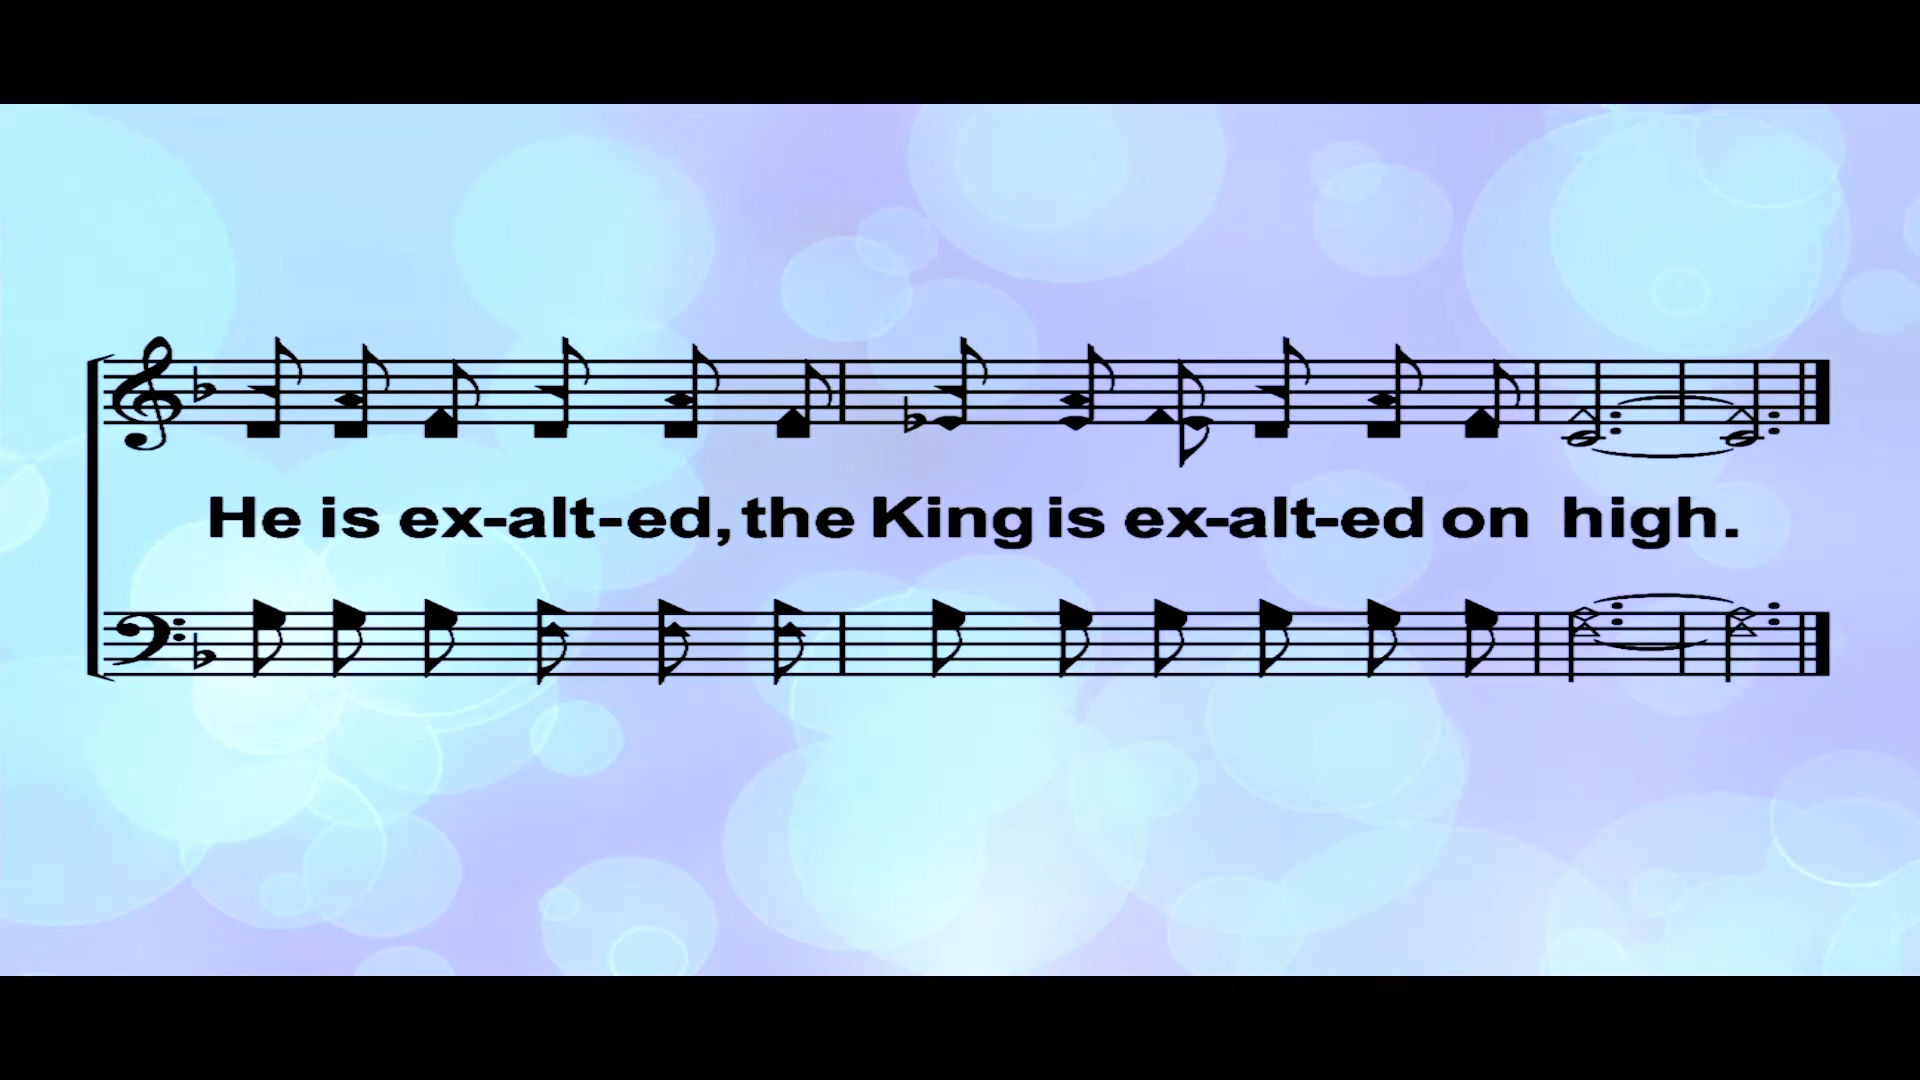 He is ex-alt-ed, the King is ex-alt-ed on high.